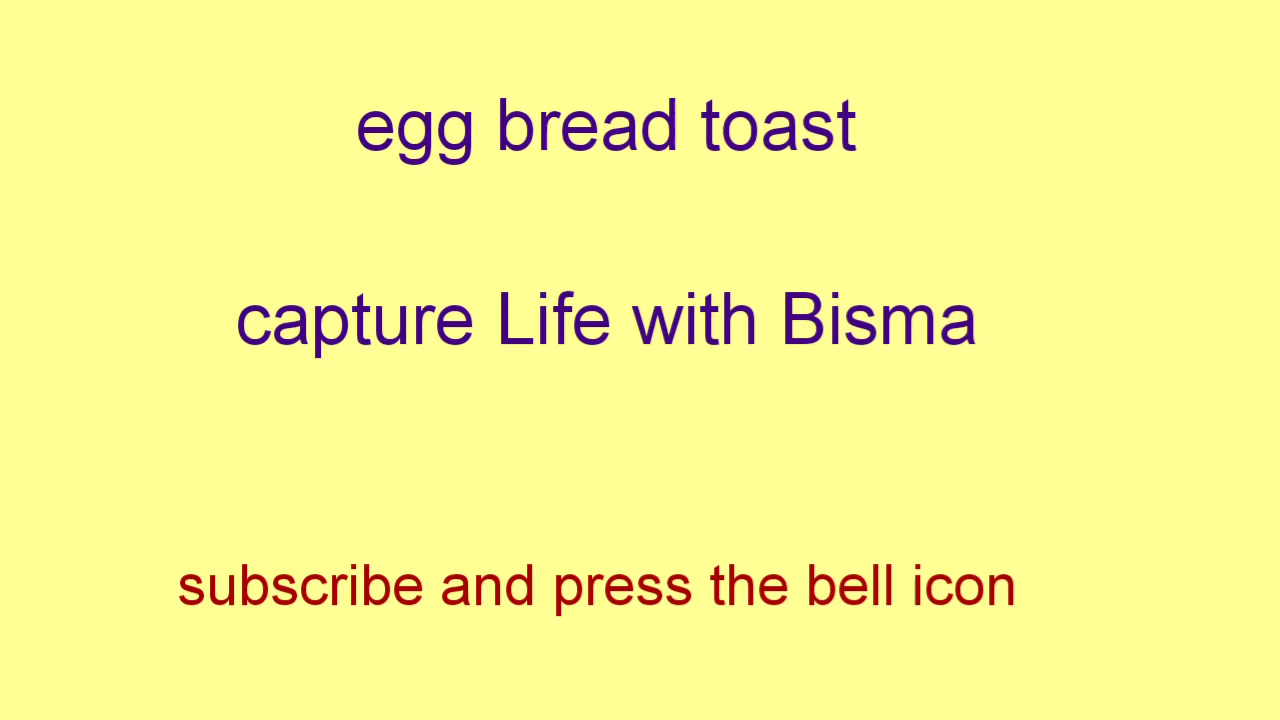 egg bread toast
capture Life with Bisma
subscribe and press the bell icon